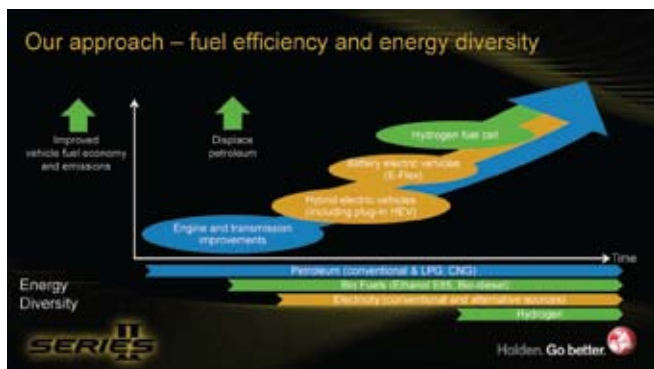 Our approach – fuel efficiency and energy diversity
Improved
vehicle fuel economy
and emissions
Displace
petroleum
Hydrogen fuel cell
Battery electric vehicles
(E-Flex)
Hybrid electric vehicles
(including plug-in HEV)
Engine and transmission
improvements
Time
Energy
Diversity
Petroleum (conventional & LPG, CNG)
Bio Fuels (Ethanol E85, Bio-diesel)
Electricity (conventional and alternative sources)
Hydrogen
SERIES II
Holden. Go better.